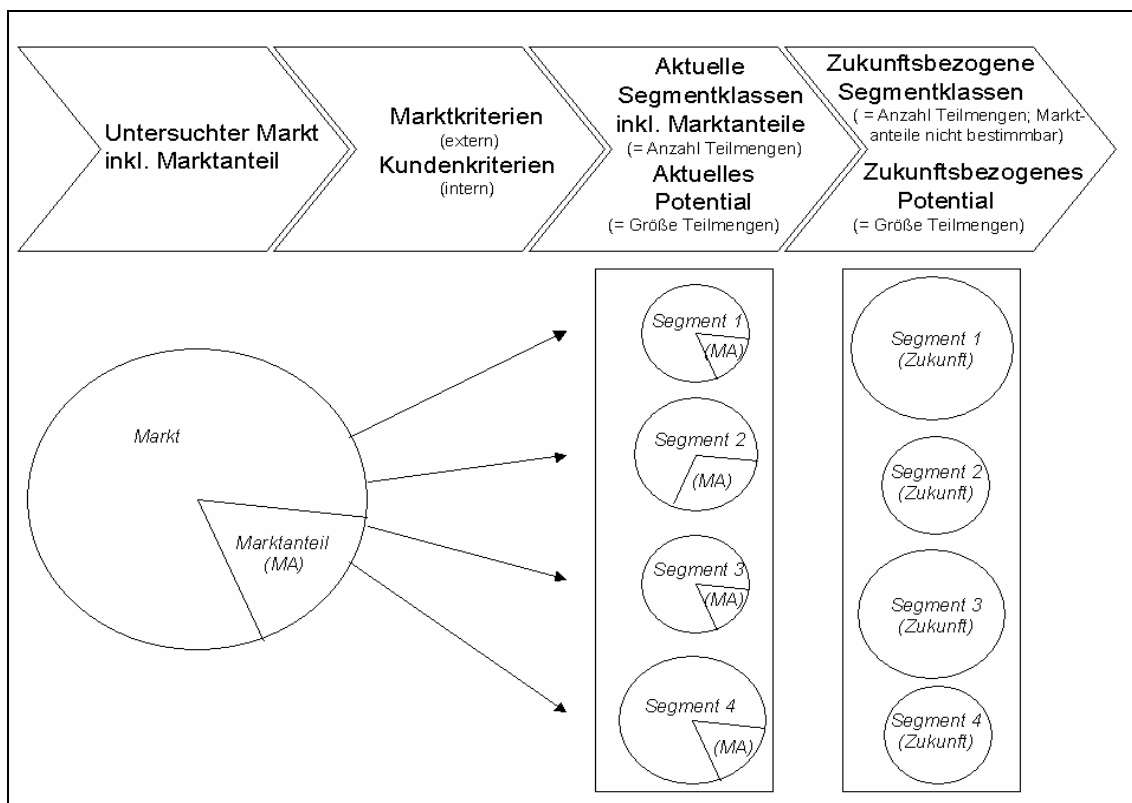 Untersuchter Markt
inkl. Marktanteil
Marktkriterien
(extern)
Kundenkriterien
(intern)
Aktuelle
Segmentklassen
inkl. Marktanteile
(= Anzahl Teilmengen)
Aktuelles
Potential
(= Größe Teilmengen)
Zukunftsbezogene
Segmentklassen
( = Anzahl Teilmengen; Markt-
anteile nicht bestimmbar)
Zukunftsbezogenes
Potential
(= Größe Teilmengen)
Markt
Marktanteil
(MA)
Segment 1
(MA)
Segment 2
(MA)
Segment 3
(MA)
Segment 4
(MA)
Segment 1
(Zukunft)
Segment 2
(Zukunft)
Segment 3
(Zukunft)
Segment 4
(Zukunft)